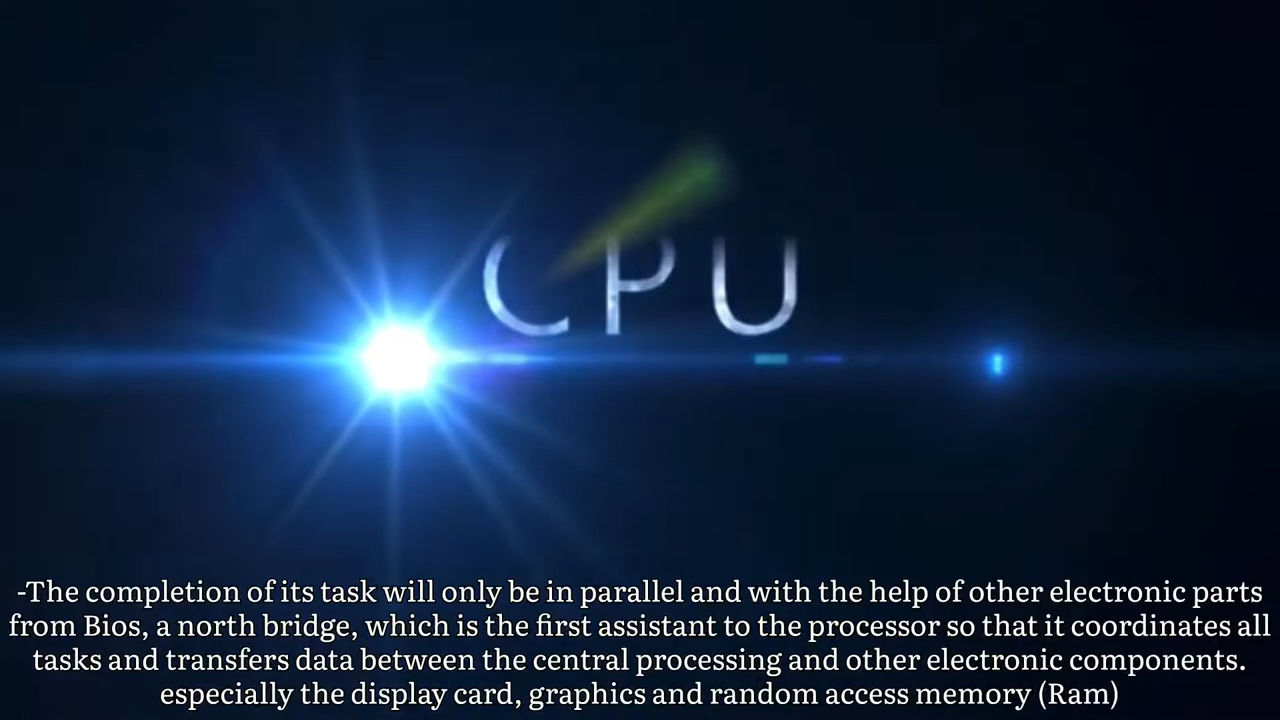 CPU
-The completion of its task will only be in parallel and with the help of other electronic parts
from Bios, a north bridge, which is the first assistant to the processor so that it coordinates all
tasks and transfers data between the central processing and other electronic components.
especially the display card, graphics and random access memory (Ram)